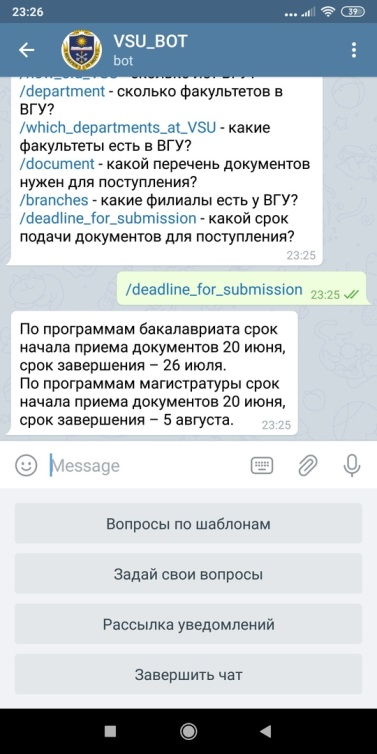 23:26
39
VSU_BOT
bot
/department - сколько факультетов в
ВГУ?
/which_departments_at_VSU - какие
факультеты есть в ВГУ?
/document - какой перечень документов
нужен для поступления?
/branches - какие филиалы есть у ВГУ?
/deadline_for_submission - какой срок
подачи документов для поступления?
23:25
/deadline_for_submission 23:25
По программам бакалавриата срок
начала приема документов 20 июня,
срок завершения – 26 июля.
По программам магистратуры срок
начала приема документов 20 июня,
срок завершения – 5 августа.
23:25
Message
Вопросы по шаблонам
Задай свои вопросы
Рассылка уведомлений
Завершить чат